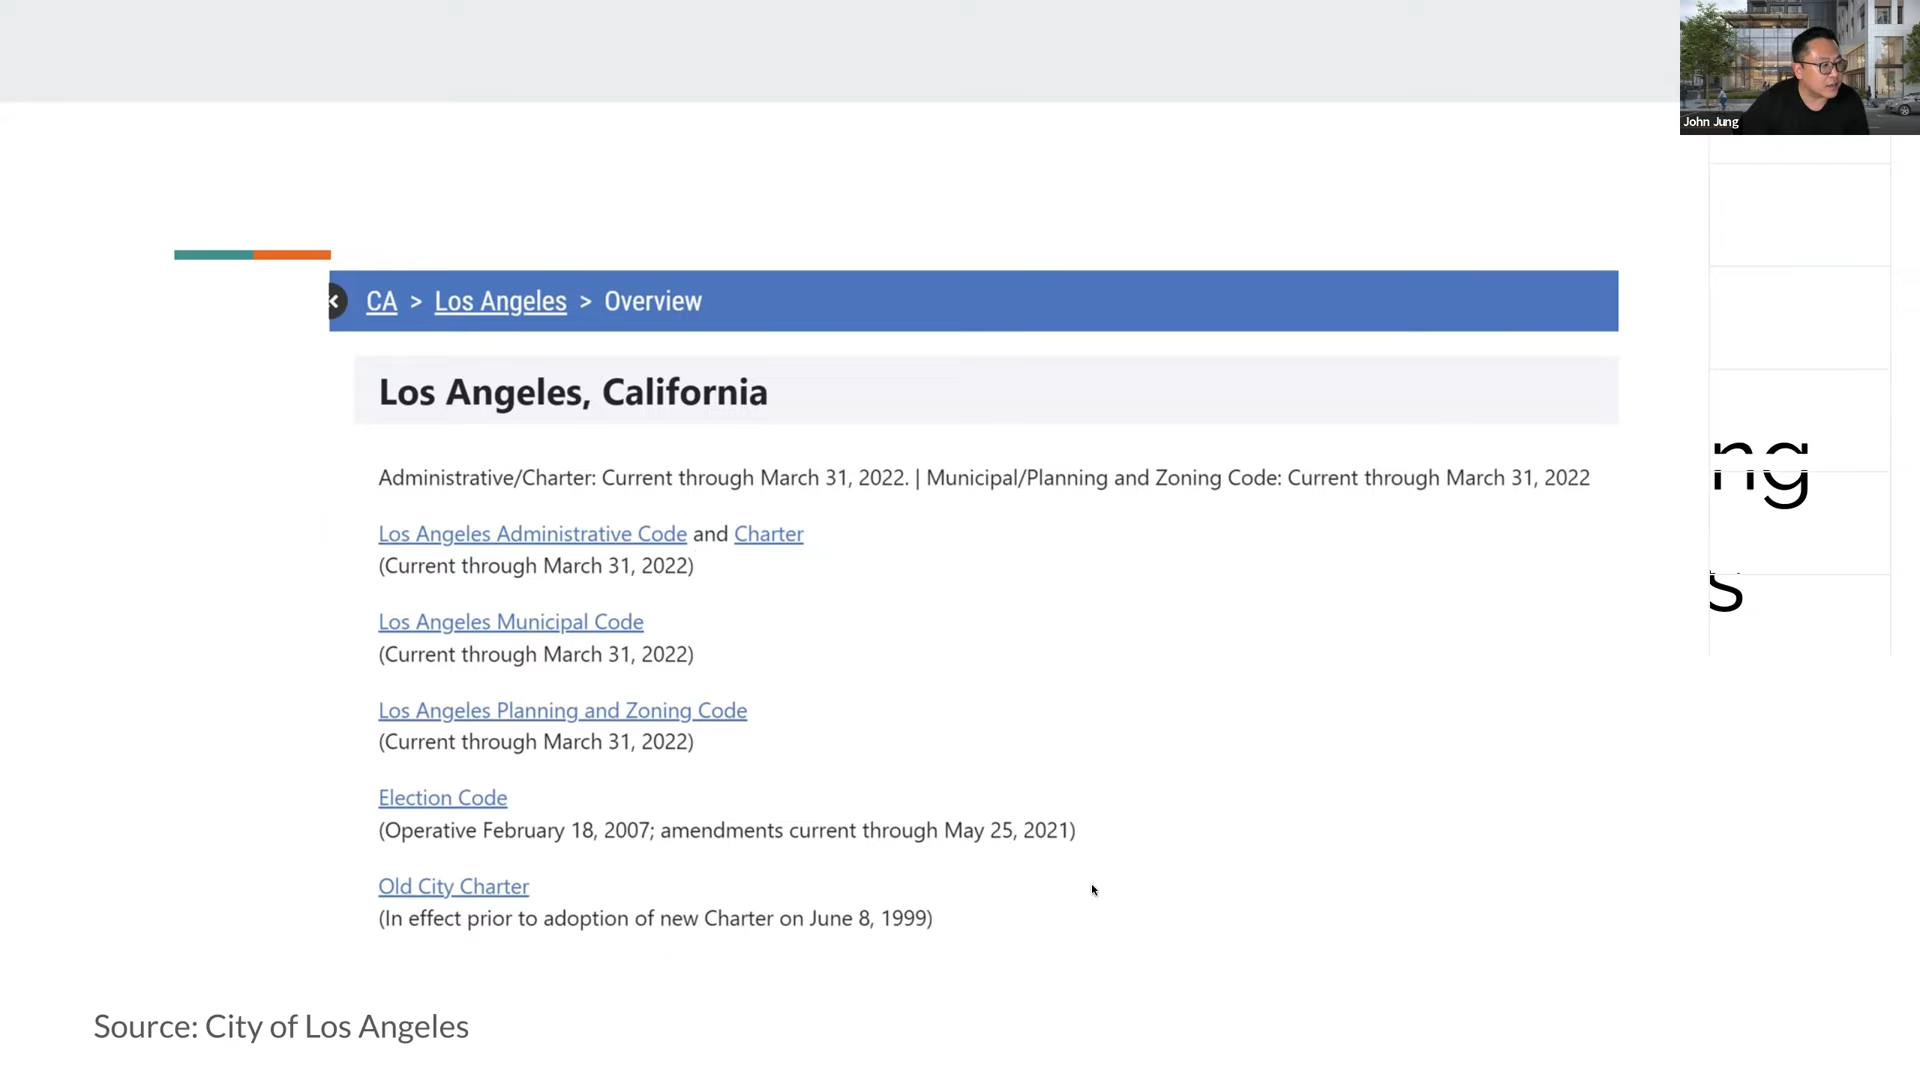 John Jung
CA > Los Angeles > Overview
Los Angeles, California
Administrative/Charter: Current through March 31, 2022. | Municipal/Planning and Zoning Code: Current through March 31, 2022
Los Angeles Administrative Code and Charter
(Current through March 31, 2022)
Los Angeles Municipal Code
(Current through March 31, 2022)
Los Angeles Planning and Zoning Code
(Current through March 31, 2022)
Election Code
(Operative February 18, 2007; amendments current through May 25, 2021)
Old City Charter
(In effect prior to adoption of new Charter on June 8, 1999)
ng
s
Source: City of Los Angeles